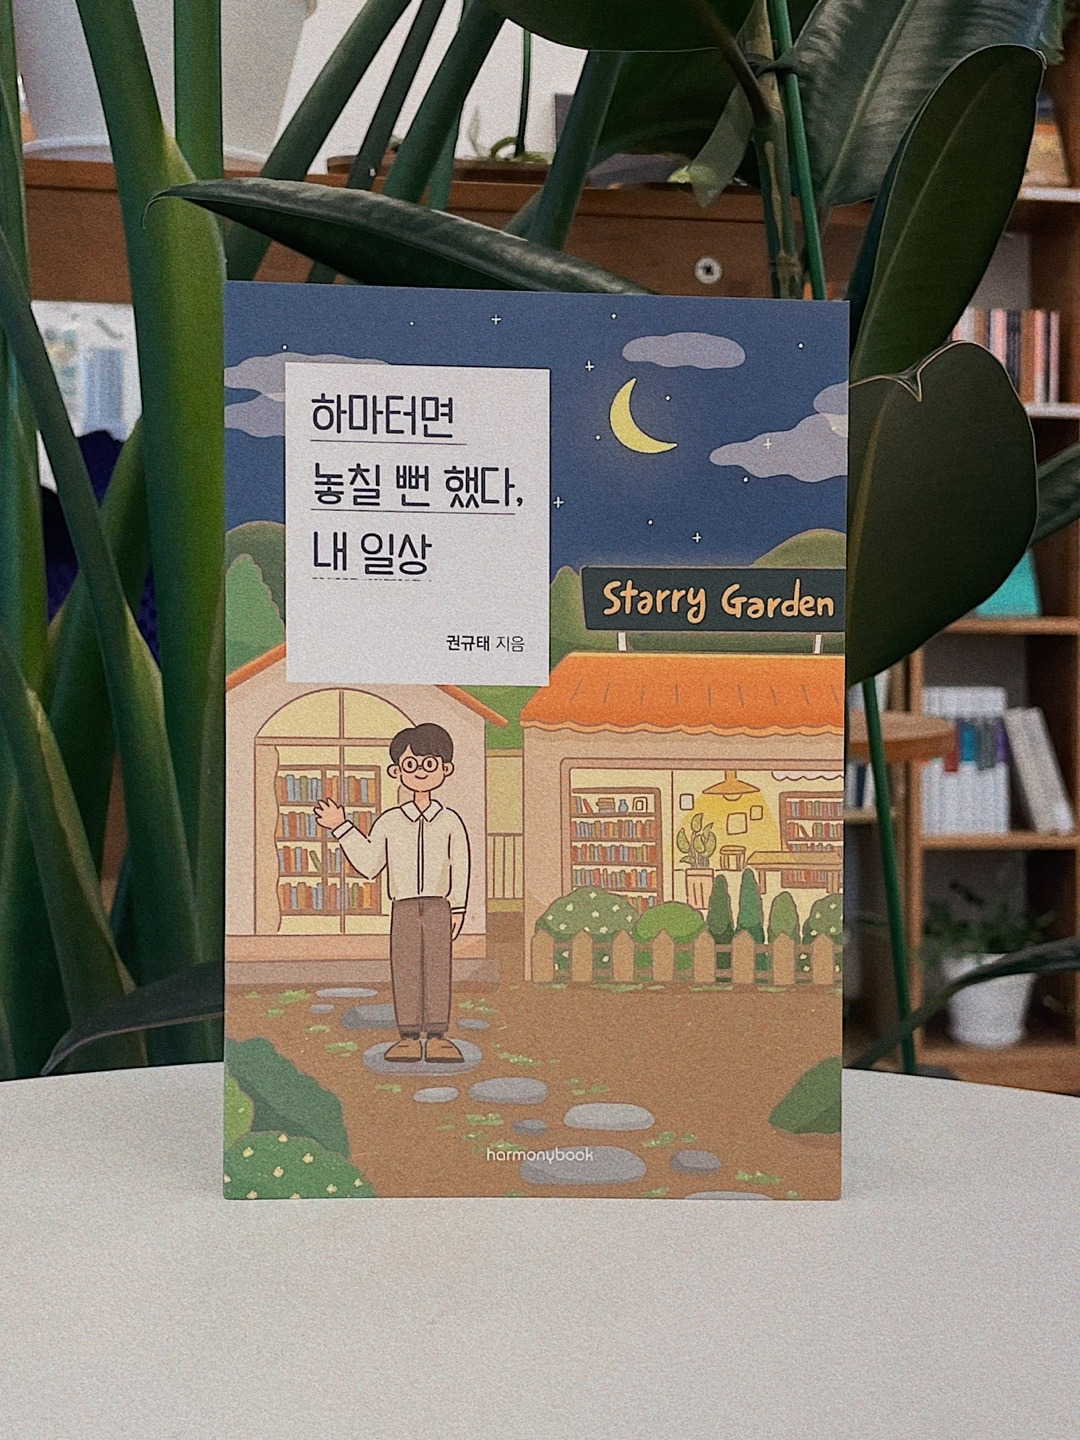 하마터면
놓칠 뻔 했다,
내 일상
권규태 지음
Starry Garden
harmonybook